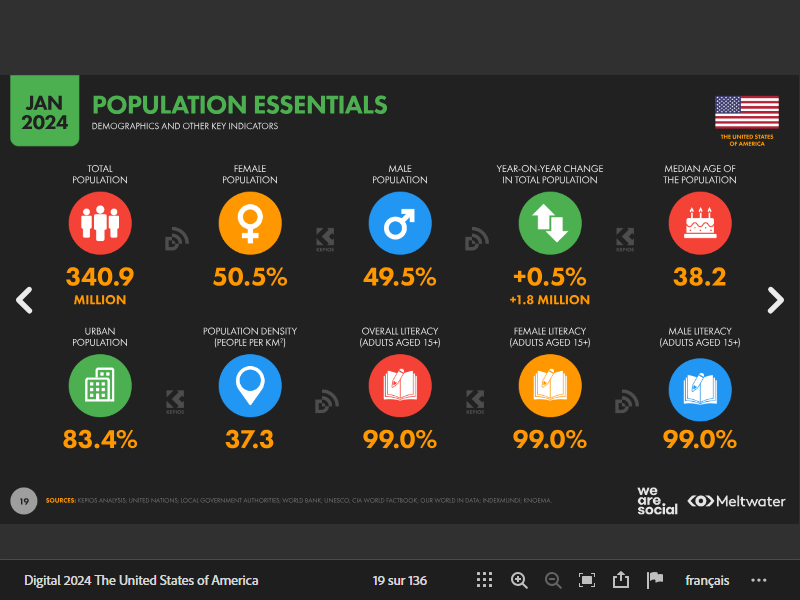 JAN
2024
POPULATION ESSENTIALS
DEMOGRAPHICS AND OTHER KEY INDICATORS
THE UNITED STATES
OF AMERICA
TOTAL
POPULATION
340.9
MILLION
FEMALE
POPULATION
50.5%
MALE
POPULATION
49.5%
YEAR-ON-YEAR CHANGE
IN TOTAL POPULATION
+0.5%
+1.8 MILLION
MEDIAN AGE OF
THE POPULATION
38.2
KEPIOS
KEPIOS
URBAN
POPULATION
83.4%
POPULATION DENSITY
(PEOPLE PER KM²)
37.3
OVERALL LITERACY
(ADULTS AGED 15+)
99.0%
FEMALE LITERACY
(ADULTS AGED 15+)
99.0%
MALE LITERACY
(ADULTS AGED 15+)
99.0%
KEPIOS
KEPIOS
19
SOURCES: KEPIOS ANALYSIS; UNITED NATIONS; LOCAL GOVERNMENT AUTHORITIES; WORLD BANK; UNESCO; CIA WORLD FACTBOOK; OUR WORLD IN DATA; INDEXMUNDI; KNOEMA.
we
are.
social
Meltwater
Digital 2024 The United States of America
19 sur 136
français